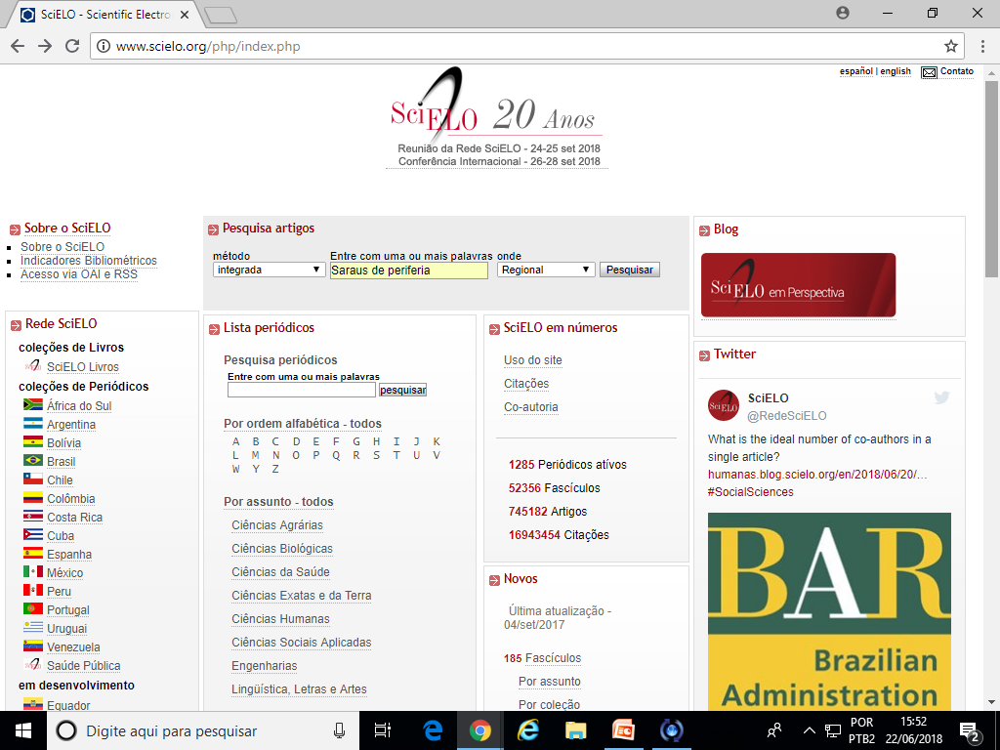 SciELO - Scientific Electro
www.scielo.org/php/index.php
español | english Contato
SciELO 20 Anos
Reunião da Rede SciELO - 24-25 set 2018
Conferência Internacional - 26-28 set 2018
Sobre o SciELO
Sobre o SciELO
Indicadores Bibliométricos
Acesso via OAI e RSS
Rede SciELO
coleções de Livros
SciELO Livros
coleções de Periódicos
África do Sul
Argentina
Bolívia
Brasil
Chile
Colômbia
Costa Rica
Cuba
Espanha
México
Peru
Portugal
Uruguai
Venezuela
Saúde Pública
em desenvolvimento
Equador
Pesquisa artigos
método Entre com uma ou mais palavras onde
integrada Saraus de periferia Regional Pesquisar
Lista periódicos
Pesquisa periódicos
Entre com uma ou mais palavras
pesquisar
Por ordem alfabética - todos
A B C D E F G H I J K
L M N O P Q R S T U V
W Y Z
Por assunto - todos
Ciências Agrárias
Ciências Biológicas
Ciências da Saúde
Ciências Exatas e da Terra
Ciências Humanas
Ciências Sociais Aplicadas
Engenharias
Lingüística, Letras e Artes
SciELO em números
Uso do site
Citações
Co-autoria
1285 Periódicos atívos
52356 Fascículos
745182 Artigos
16943454 Citações
Novos
Última atualização -
04/set/2017
185 Fascículos
Por assunto
Por coleção
Blog
SciELO em Perspectiva
Twitter
SciELO
SciELO
@RedeSciELO
What is the ideal number of co-authors in a
single article?
humanas.blog.scielo.org/en/2018/06/20/…
#SocialSciences
BAR
Brazilian
Administration
Digite aqui para pesquisar
POR
PTB2
15:52
22/06/2018
2